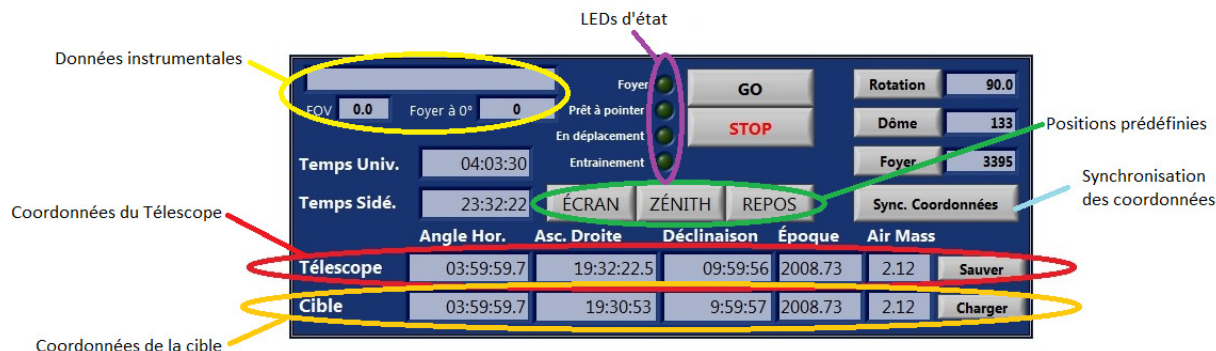 LEDs d'état
Données instrumentales
Foyer GO Rotation 90.0
FOV 0.0 Foyer à 0° 0 Prêt à pointer STOP Dôme 133
En déplacement
Positions prédéfinies
Temps Univ. 04:03:30 Entrainement Foyer 3395
Synchronisation
des coordonnées
Temps Sidé. 23:32:22 ÉCRAN ZÉNITH REPOS Sync. Coordonnées
Coordonnées du Télescope
Angle Hor. Asc. Droite Déclinaison Époque Air Mass
Télescope 03:59:59.7 19:32:22.5 09:59:56 2008.73 2.12 Sauver
Cible 03:59:59.7 19:30:53 9:59:57 2008.73 2.12 Charger
Coordonnées de la cible